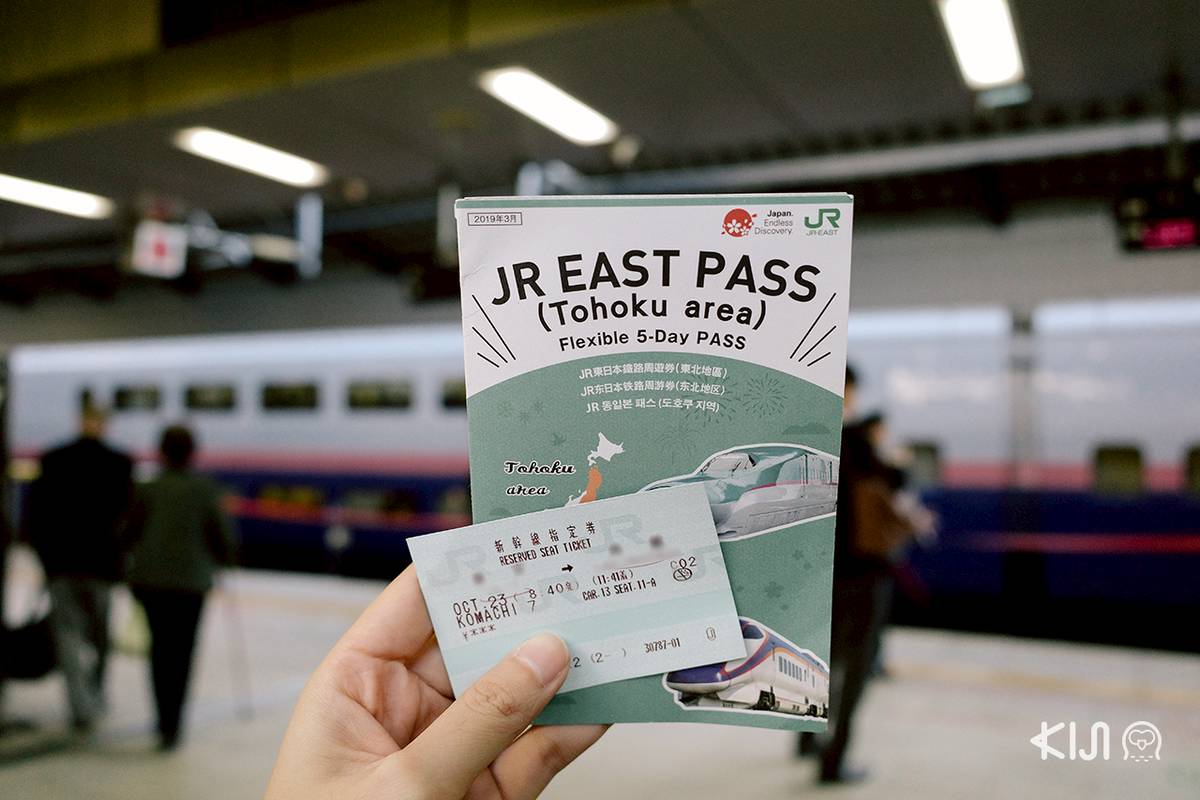 2019年3月
Japan.
Endless
Discovery.
JR
JR-EAST
JR EAST PASS
(Tohoku area)
Flexible 5-Day PASS
JR東日本鐵路周遊券(東北地區)
JR东日本铁路周游券(东北地区)
JR 동일본 패스 (도호쿠 지역)
Tohoku
area
新幹線指定券
RESERVED SEAT TICKET
→
OCT.23 (8:40発) (11:41着) C02
KOMACHI 7 CAR.13 SEAT.11-A
¥***
2 (2- ) 30787-01
KIJI